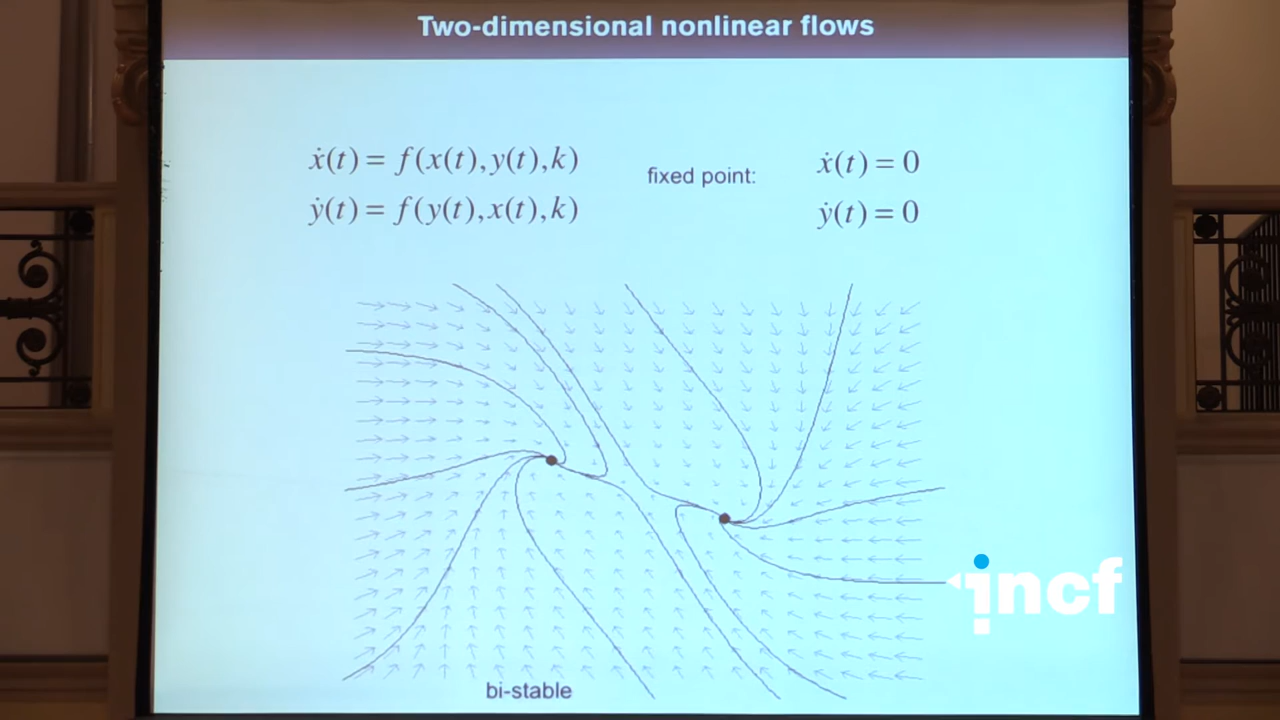 Two-dimensional nonlinear flows
ẋ(t) = f(x(t),y(t),k)
ẏ(t) = f(y(t),x(t),k)
fixed point:
ẋ(t) = 0
ẏ(t) = 0
bi-stable
incf